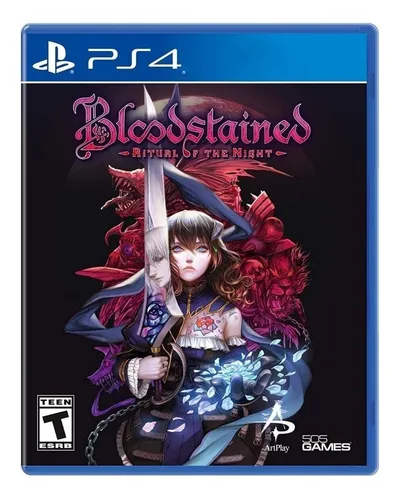 PS4
Bloodstained
RITUAL OF THE NIGHT
TEEN
T
ESRB
ArtPlay
505
GAMES